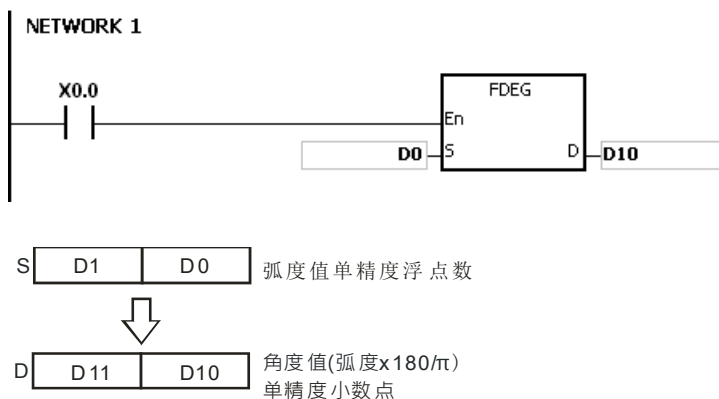 NETWORK 1
X0.0
FDEG
En
D0 S D D10
S D1 D0 弧度值单精度浮点数
D D11 D10 角度值(弧度x180/π)
单精度小数点